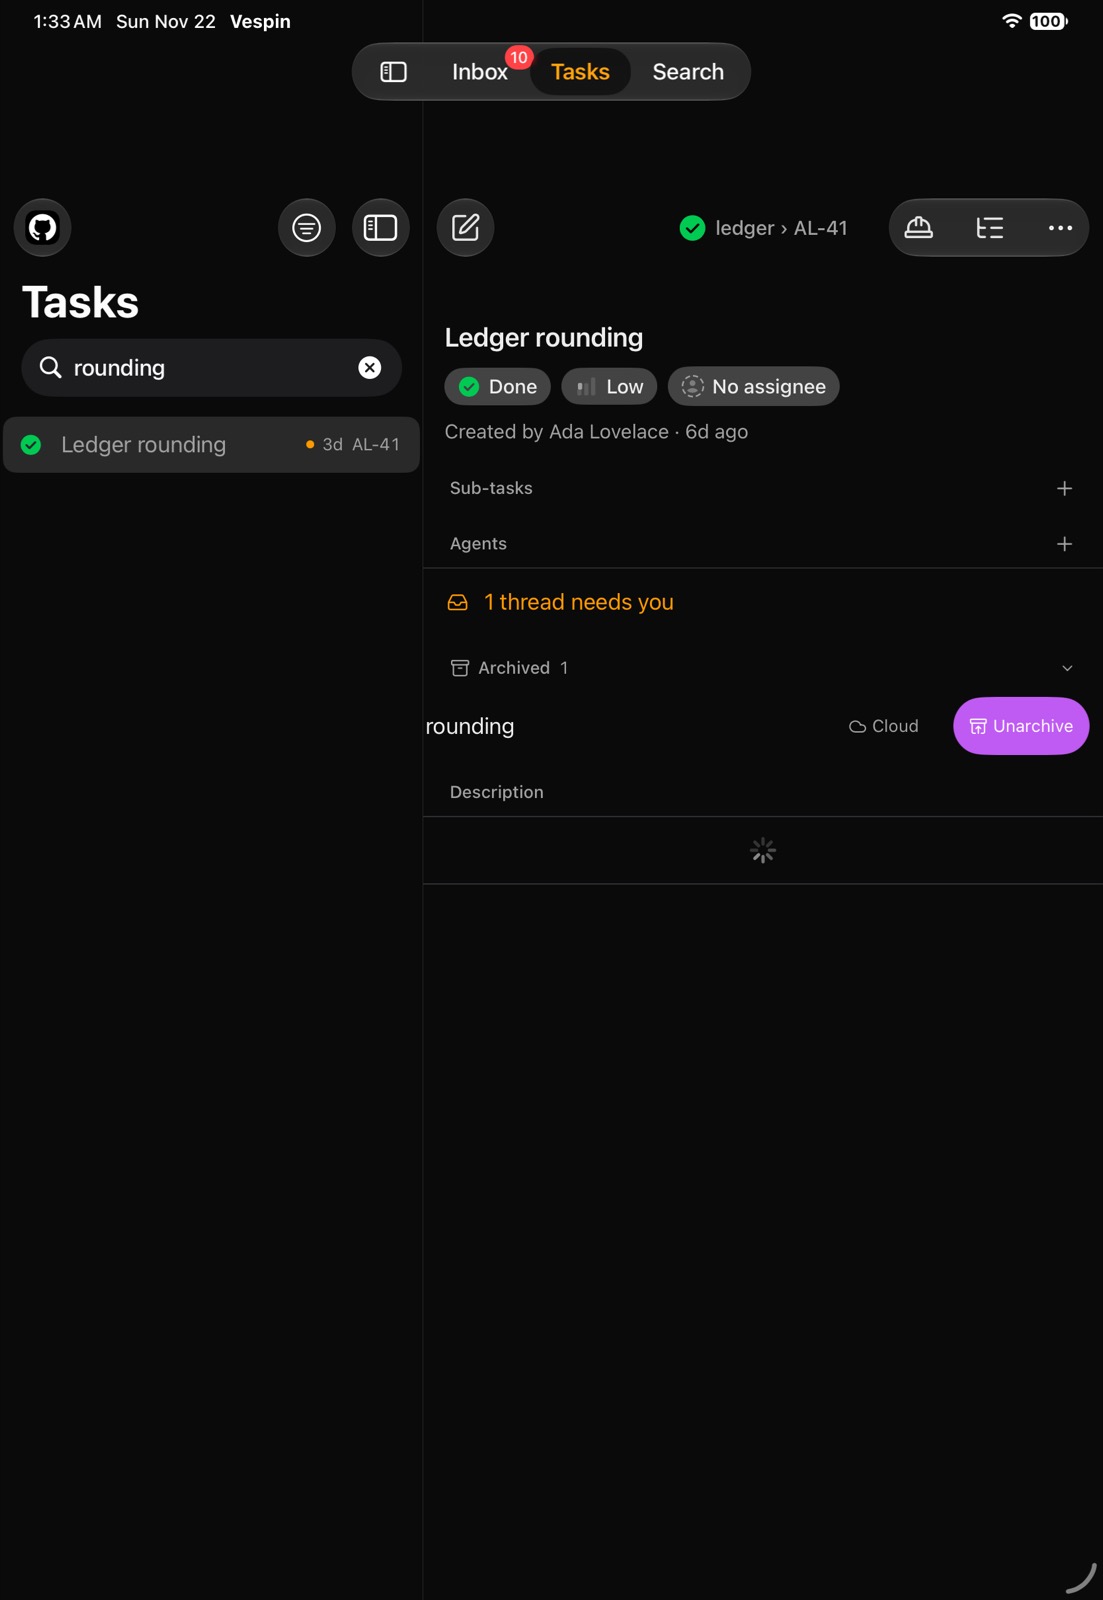 1:33 AM Sun Nov 22 Vespin
100
Inbox 10 Tasks Search
ledger › AL-41
Tasks
rounding
Ledger rounding 3d AL-41
Ledger rounding
Done Low No assignee
Created by Ada Lovelace · 6d ago
Sub-tasks
Agents
1 thread needs you
Archived 1
rounding Cloud Unarchive
Description